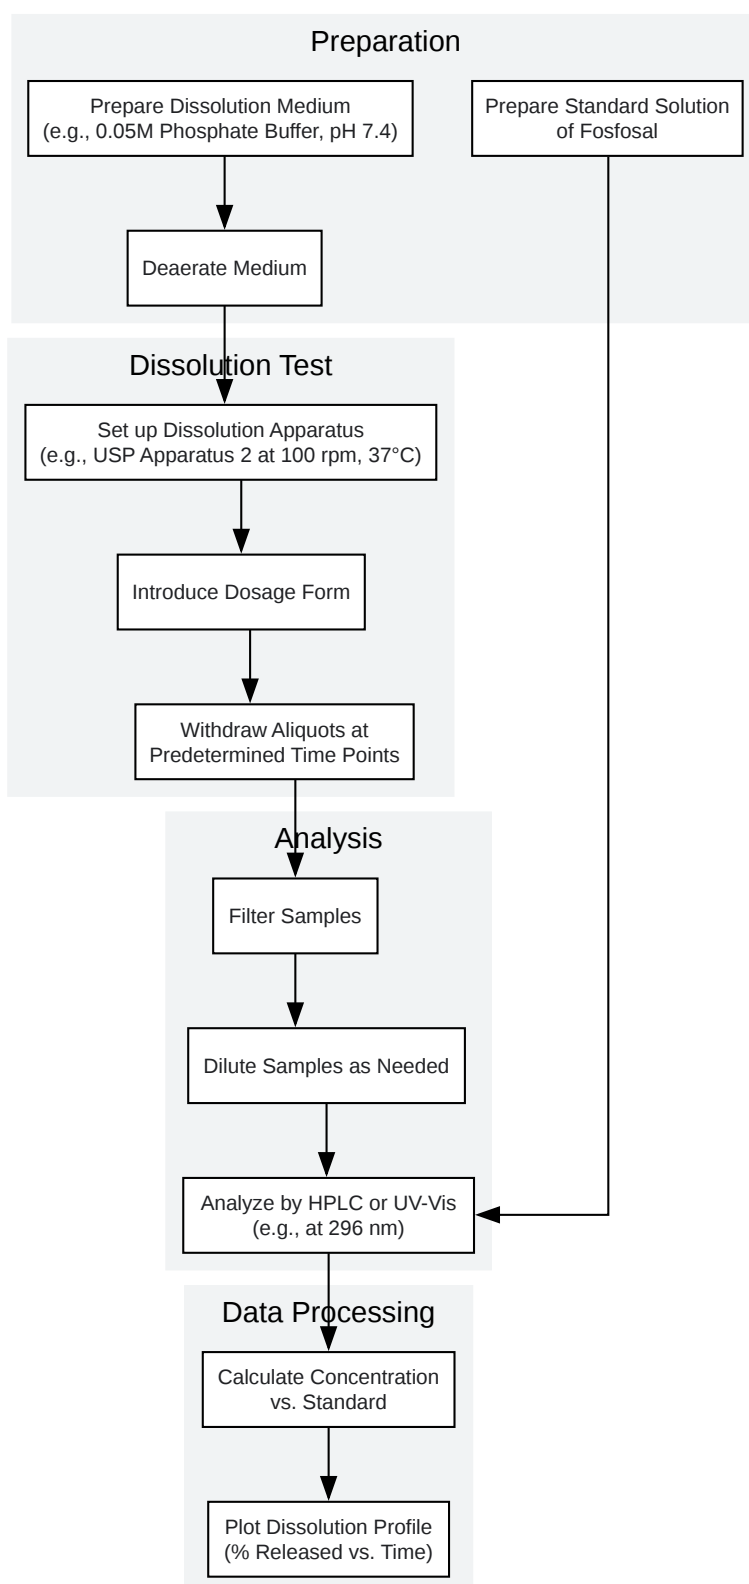 Preparation
Prepare Dissolution Medium
(e.g., 0.05M Phosphate Buffer, pH 7.4)
Prepare Standard Solution
of Fosfosal
Deaerate Medium
Dissolution Test
Set up Dissolution Apparatus
(e.g., USP Apparatus 2 at 100 rpm, 37°C)
Introduce Dosage Form
Withdraw Aliquots at
Predetermined Time Points
Analysis
Filter Samples
Dilute Samples as Needed
Analyze by HPLC or UV-Vis
(e.g., at 296 nm)
Data Processing
Calculate Concentration
vs. Standard
Plot Dissolution Profile
(% Released vs. Time)